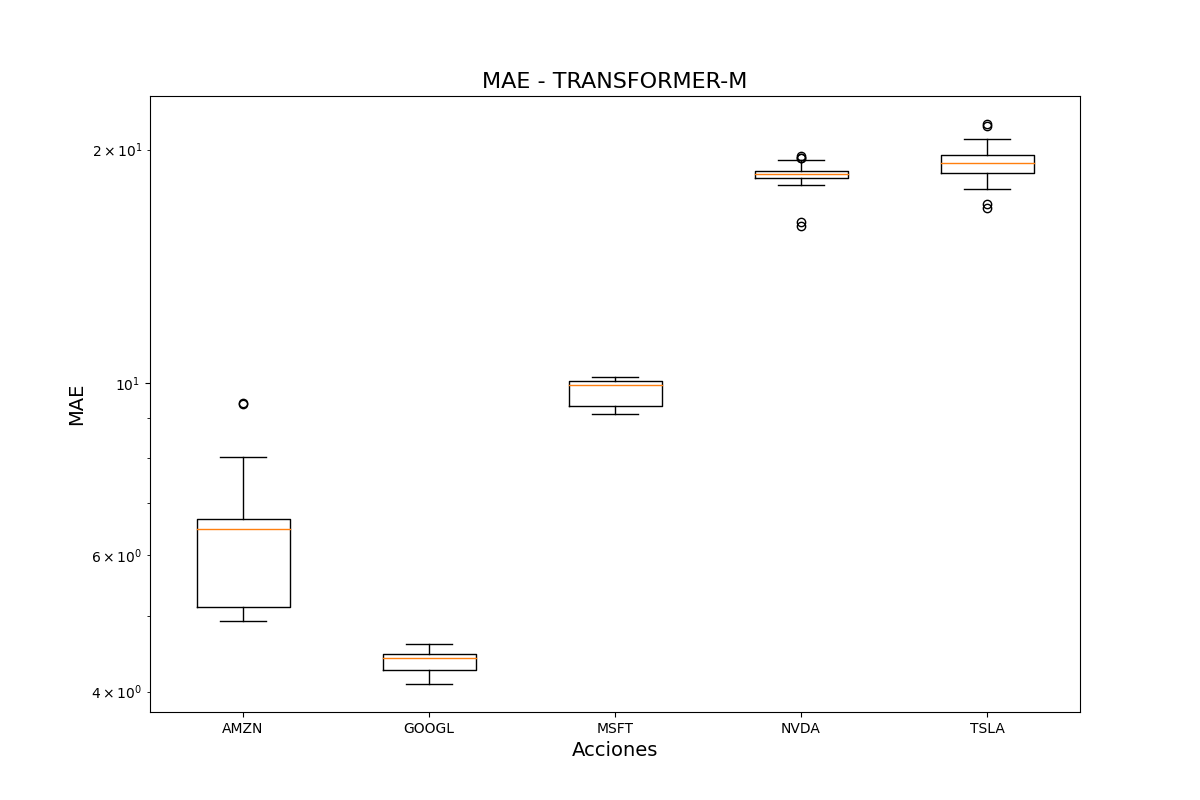 MAE - TRANSFORMER-M
MAE
2 × 10¹
10¹
6 × 10⁰
4 × 10⁰
AMZN GOOGL MSFT NVDA TSLA
Acciones